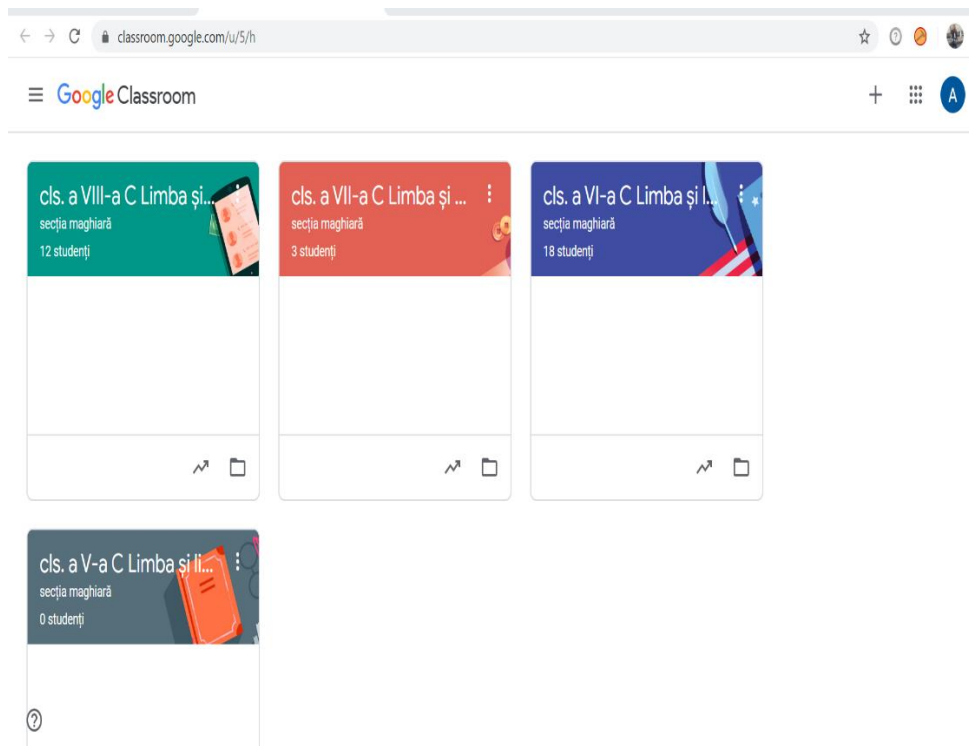 classroom.google.com/u/5/h
Google Classroom
A
cls. a VIII-a C Limba și...
secția maghiară
12 studenți
cls. a VII-a C Limba și ...
secția maghiară
3 studenți
cls. a VI-a C Limba și l...
secția maghiară
18 studenți
cls. a V-a C Limba și li...
secția maghiară
0 studenți